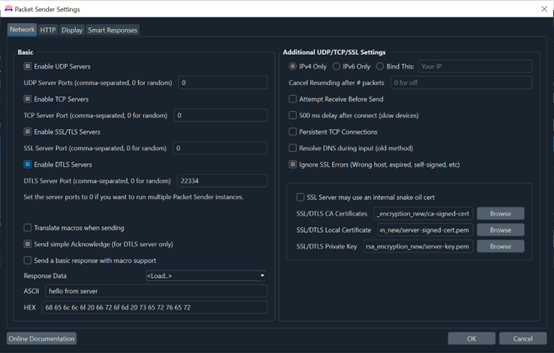 Packet Sender Settings
Network HTTP Display Smart Responses
Basic
Enable UDP Servers
UDP Server Ports (comma-separated, 0 for random) 0
Enable TCP Servers
TCP Server Port (comma-separated, 0 for random) 0
Enable SSL/TLS Servers
SSL Server Port (comma-separated, 0 for random) 0
Enable DTLS Servers
DTLS Server Port (comma-separated, 0 for random) 22334
Set the server ports to 0 if you want to run multiple Packet Sender instances.
Translate macros when sending
Send simple Acknowledge (for DTLS server only)
Send a basic response with macro support
Response Data <Load..>
ASCII hello from server
HEX 68 65 6c 6c 6f 20 66 72 6f 6d 20 73 65 72 76 65 72
Additional UDP/TCP/SSL Settings
IPv4 Only IPv6 Only Bind This: Your IP
Cancel Resending after # packets 0 for off
Attempt Receive Before Send
500 ms delay after connect (slow devices)
Persistent TCP Connections
Resolve DNS during input (old method)
Ignore SSL Errors (Wrong host, expired, self-signed, etc)
SSL Server may use an internal snake oil cert
SSL/DTLS CA Certificates _encryption_new/ca-signed-cert Browse
SSL/DTLS Local Certificate n_new/server-signed-cert.pem Browse
SSL/DTLS Private Key rsa_encryption_new/server-key.pem Browse
Online Documentation OK Cancel